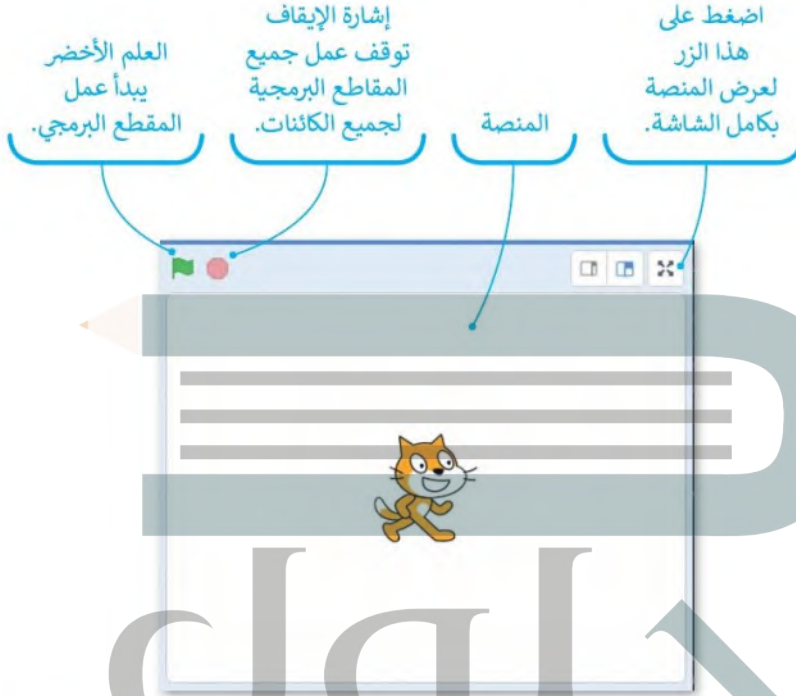 اضغط على
هذا الزر
لعرض المنصة
بكامل الشاشة.
المنصة
إشارة الإيقاف
توقف عمل جميع
المقاطع البرمجية
لجميع الكائنات.
العلم الأخضر
يبدأ عمل
المقطع البرمجي.